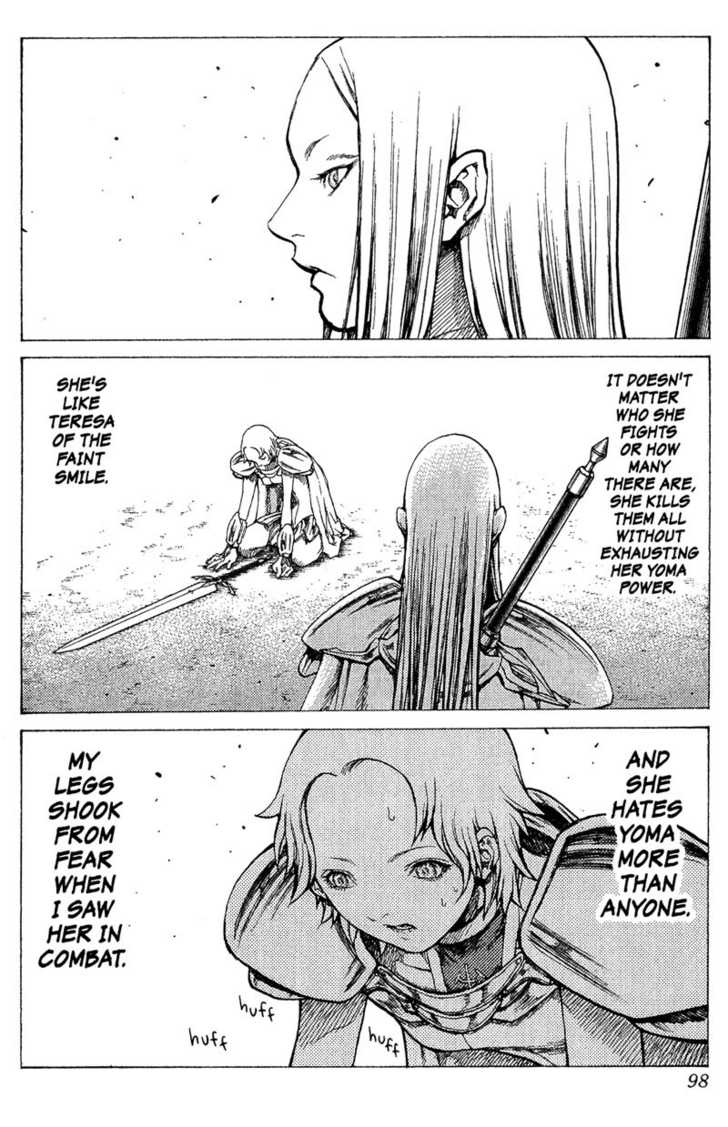 IT DOESN'T
MATTER
WHO SHE
FIGHTS
OR HOW
MANY
THERE ARE,
SHE KILLS
THEM ALL
WITHOUT
EXHAUSTING
HER YOMA
POWER.
SHE'S
LIKE
TERESA
OF THE
FAINT
SMILE.
AND
SHE
HATES
YOMA
MORE
THAN
ANYONE.
MY
LEGS
SHOOK
FROM
FEAR
WHEN
I SAW
HER IN
COMBAT.
huff
huff
huff
98